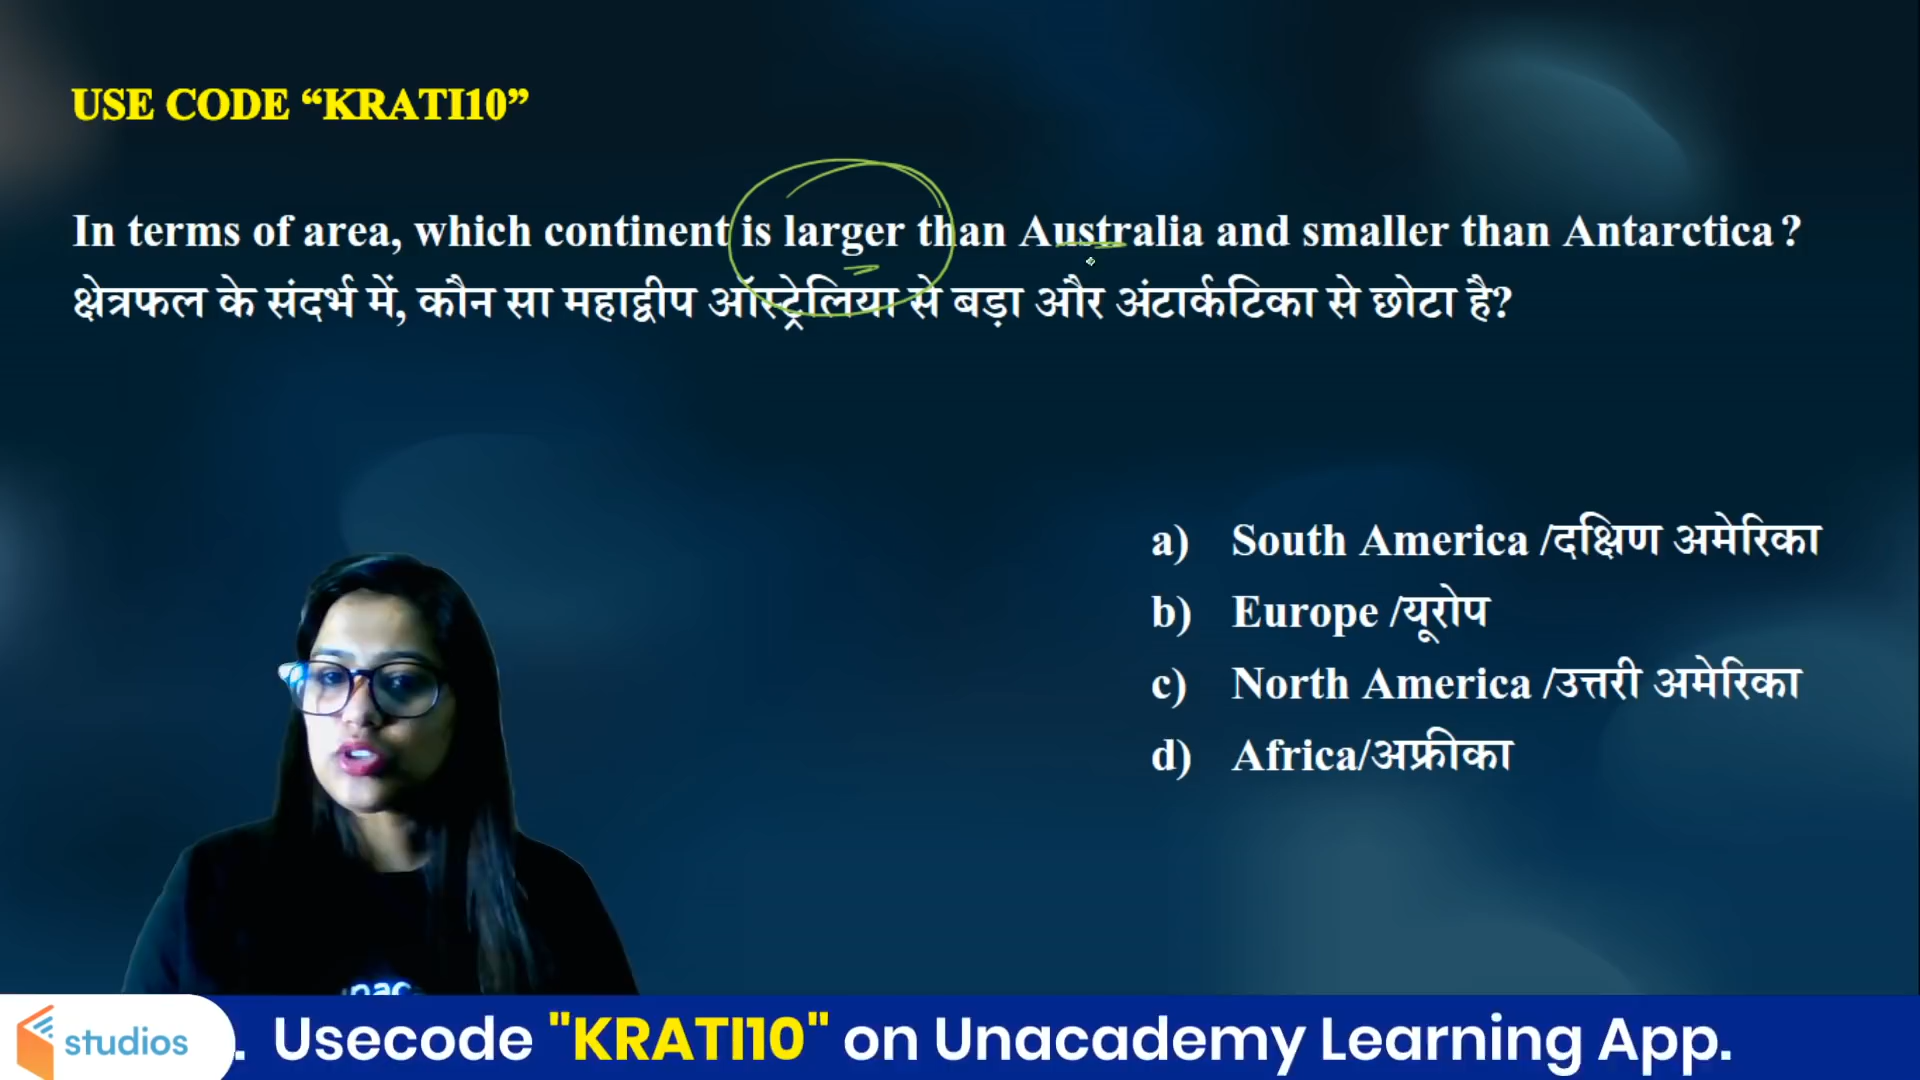 USE CODE “KRATI10”
In terms of area, which continent is larger than Australia and smaller than Antarctica?
क्षेत्रफल के संदर्भ में, कौन सा महाद्वीप ऑस्ट्रेलिया से बड़ा और अंटार्कटिका से छोटा है?
a) South America /दक्षिण अमेरिका
b) Europe /यूरोप
c) North America /उत्तरी अमेरिका
d) Africa/अफ्रीका
studios
. Usecode "KRATI10" on Unacademy Learning App.